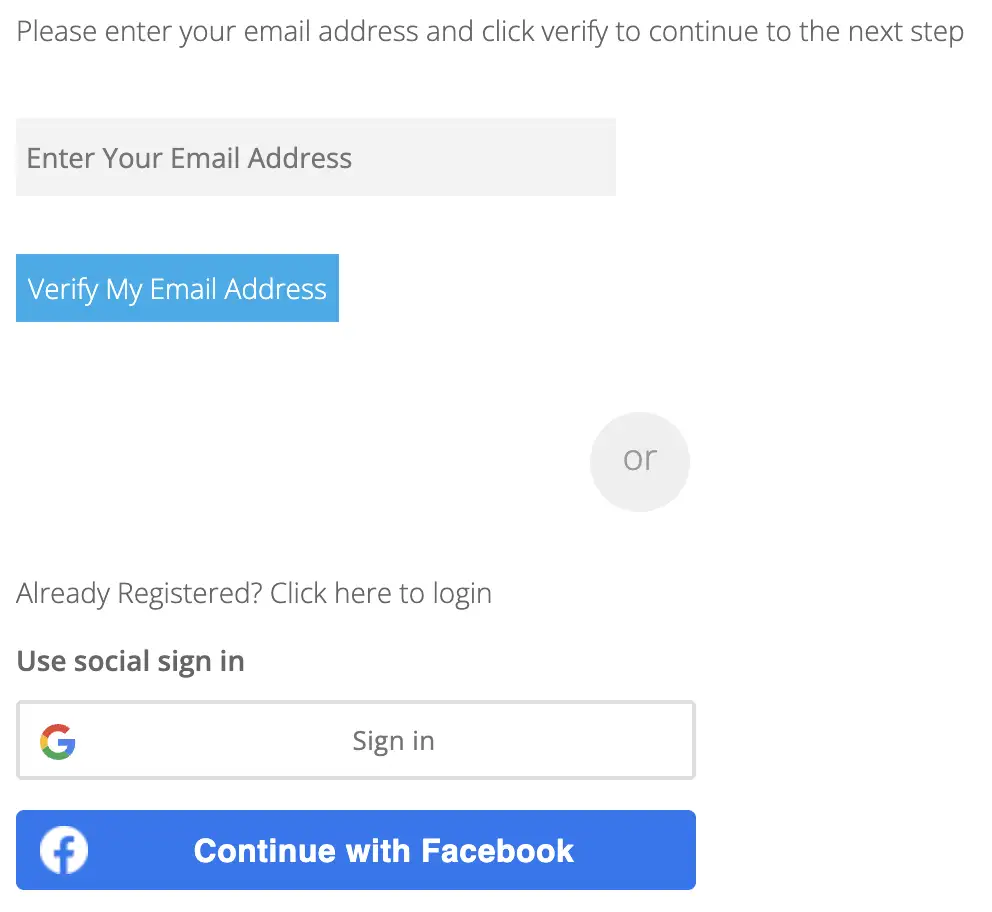 Please enter your email address and click verify to continue to the next step
Enter Your Email Address
Verify My Email Address
or
Already Registered? Click here to login
Use social sign in
Sign in
Continue with Facebook